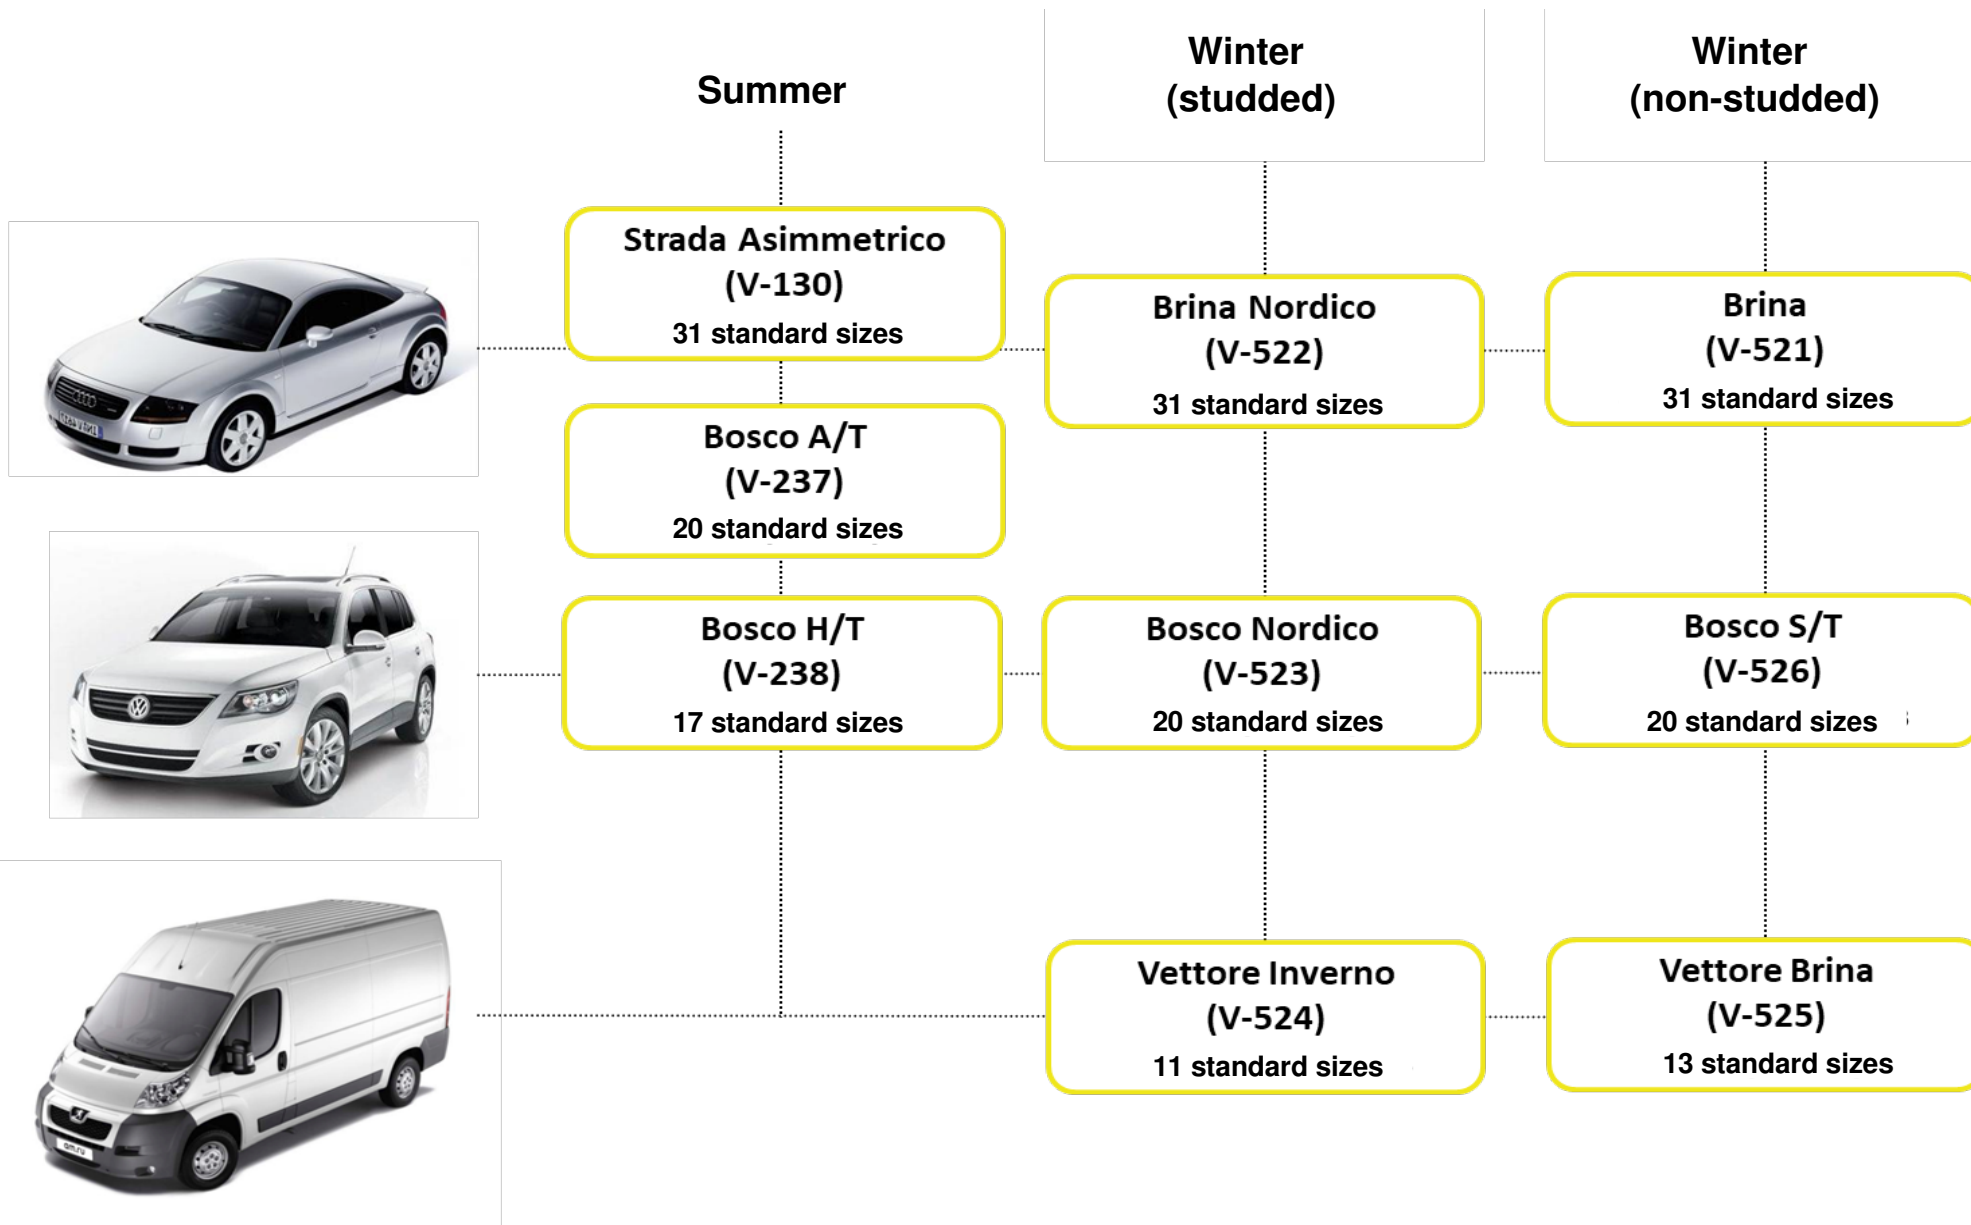 Summer
Winter
(studded)
Winter
(non-studded)
Strada Asimmetrico
(V-130)
31 standard sizes
Brina Nordico
(V-522)
31 standard sizes
Brina
(V-521)
31 standard sizes
Bosco A/T
(V-237)
20 standard sizes
Bosco H/T
(V-238)
17 standard sizes
Bosco Nordico
(V-523)
20 standard sizes
Bosco S/T
(V-526)
20 standard sizes
Vettore Inverno
(V-524)
11 standard sizes
Vettore Brina
(V-525)
13 standard sizes
am.ru